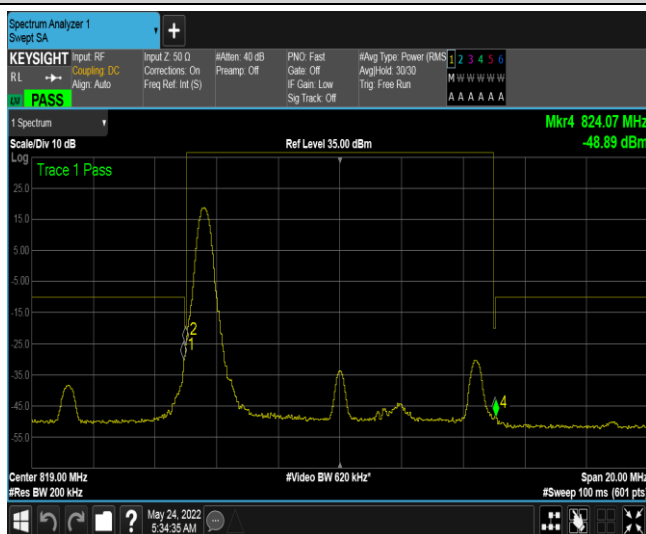 Spectrum Analyzer 1
Swept SA
KEYSIGHT
RL
PASS
Input: RF
Coupling: DC
Align: Auto
Input Z: 50 Ω
Corrections: On
Freq Ref: Int (S)
#Atten: 40 dB
Preamp: Off
PNO: Fast
Gate: Off
IF Gain: Low
Sig Track: Off
#Avg Type: Power (RMS
Avg|Hold: 30/30
Trig: Free Run
1 2 3 4 5 6
M W W W W W
A A A A A A
1 Spectrum
Scale/Div 10 dB
Ref Level 35.00 dBm
Mkr4 824.07 MHz
-48.89 dBm
Log
Trace 1 Pass
25.0
15.0
5.00
-5.00
-15.0
-25.0
-35.0
-45.0
-55.0
2
1
4
Center 819.00 MHz
#Video BW 620 kHz*
Span 20.00 MHz
#Res BW 200 kHz
#Sweep 100 ms (601 pts)
?
May 24, 2022
5:34:35 AM